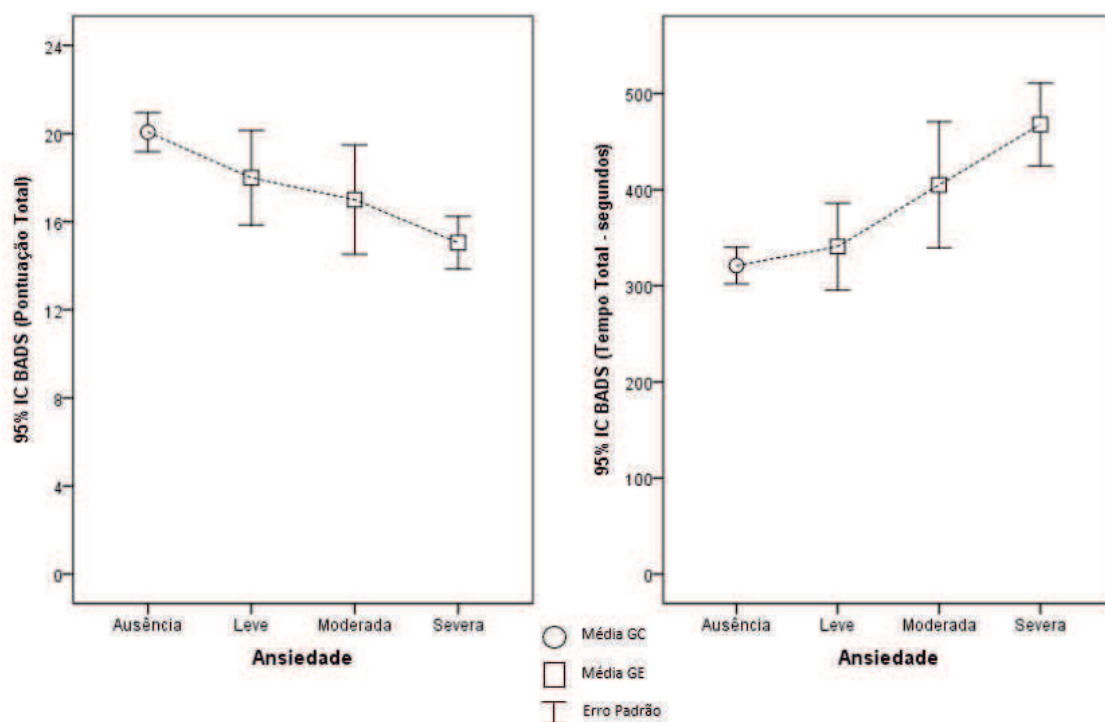 95% IC BADS (Pontuação Total)
24
20
16
12
8
4
0
Ausência
Leve
Moderada
Severa
Ansiedade
95% IC BADS (Tempo Total - segundos)
500
400
300
200
100
0
Ausência
Leve
Moderada
Severa
Ansiedade
Média GC
Média GE
Erro Padrão